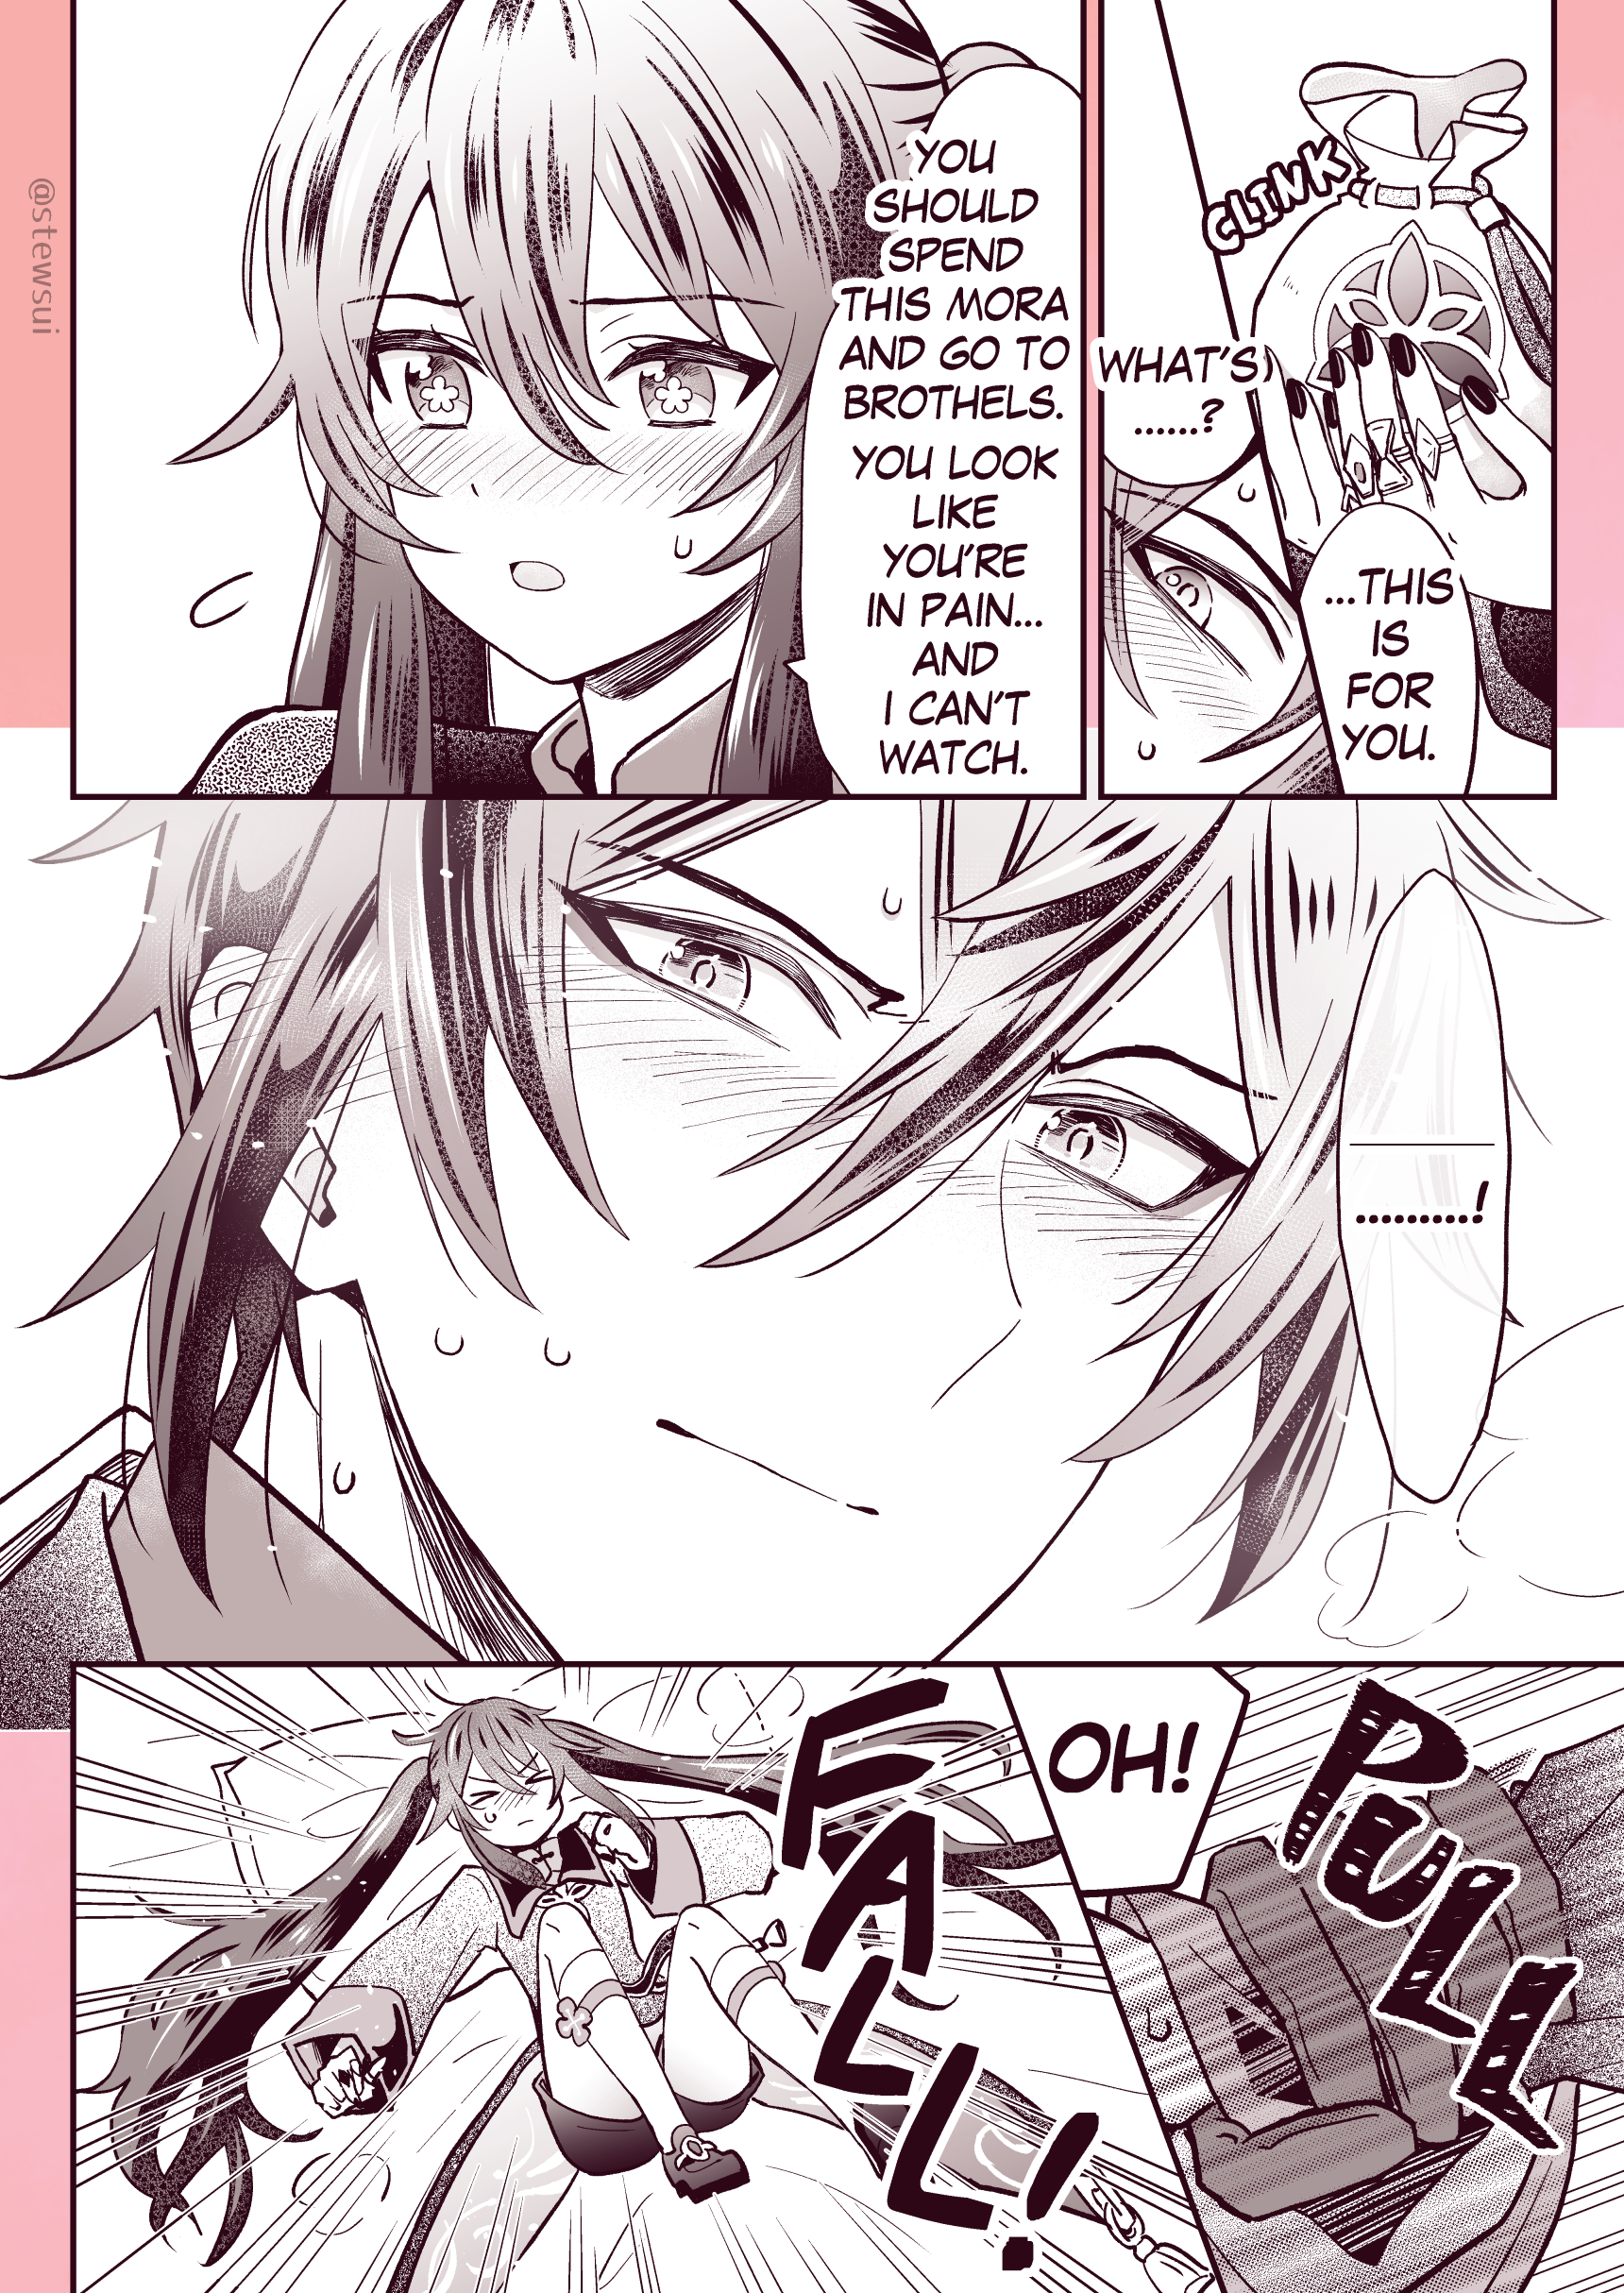 CLINK
...THIS
IS
FOR
YOU.
WHAT'S
......?
YOU
SHOULD
SPEND
THIS MORA
AND GO TO
BROTHELS.
YOU LOOK
LIKE
YOU'RE
IN PAIN...
AND
I CAN'T
WATCH.
@stewsui
..........!
PULL
OH!
FALL!